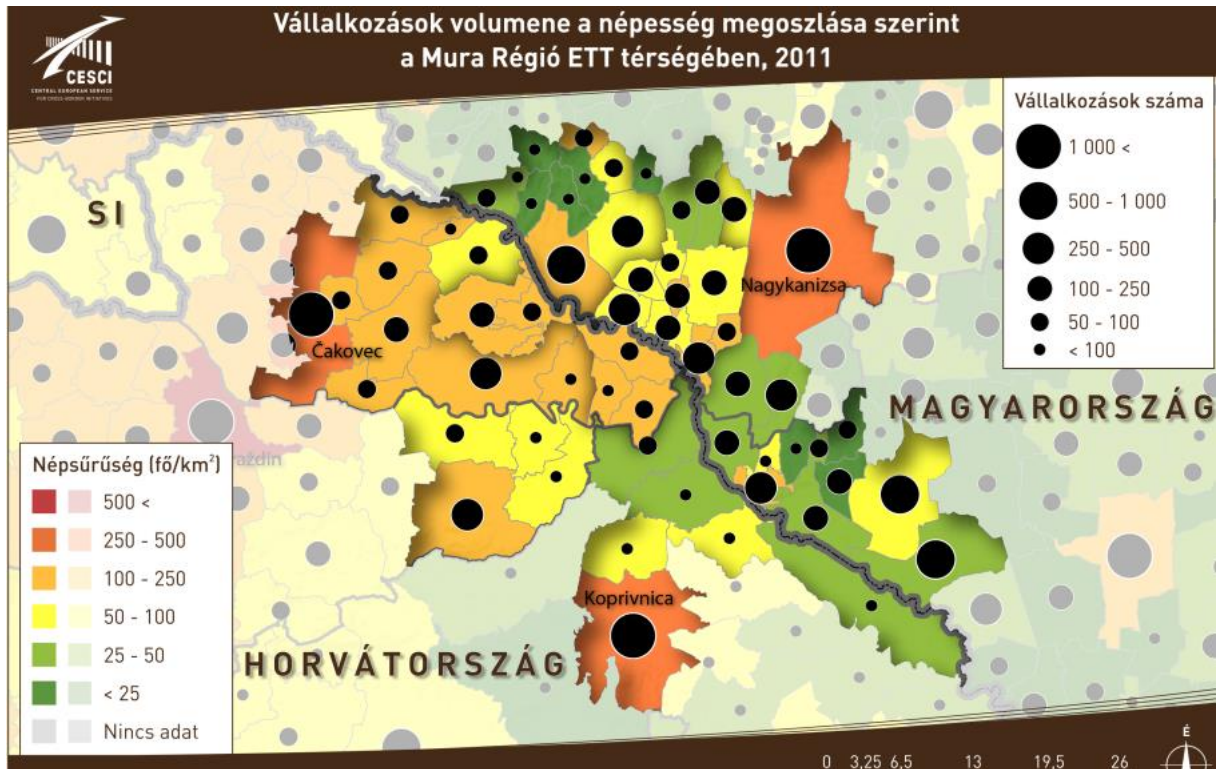 Vállalkozások volumene a népesség megoszlása szerint
a Mura Régió ETT térségében, 2011
CESCI
CENTRAL EUROPEAN SERVICE
FOR CROSS-BORDER INITIATIVES
Vállalkozások száma
1 000 <
500 - 1 000
250 - 500
100 - 250
50 - 100
< 100
SI
Nagykanizsa
Čakovec
MAGYARORSZÁG
Népsűrűség (fő/km²)
500 <
250 - 500
100 - 250
50 - 100
25 - 50
< 25
Nincs adat
Koprivnica
HORVÁTORSZÁG
É
0 3,25 6,5 13 19,5 26